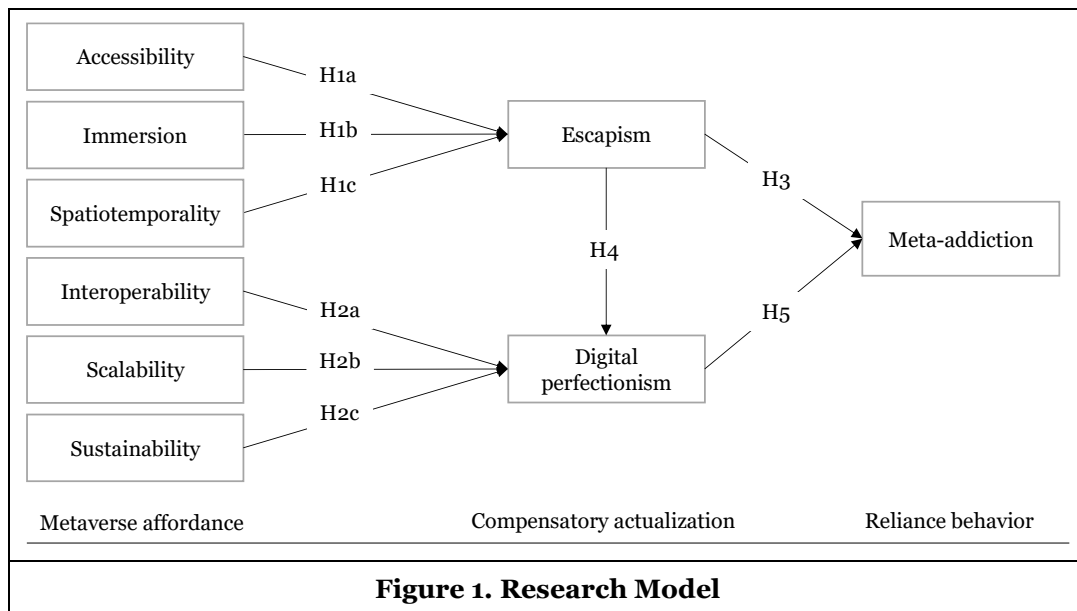 Accessibility
H1a
Immersion
H1b
Escapism
H1c
Spatiotemporality
H3
Meta-addiction
H4
Interoperability
H2a
H5
Scalability
H2b
Digital
perfectionism
H2c
Sustainability
Metaverse affordance
Compensatory actualization
Reliance behavior
Figure 1. Research Model